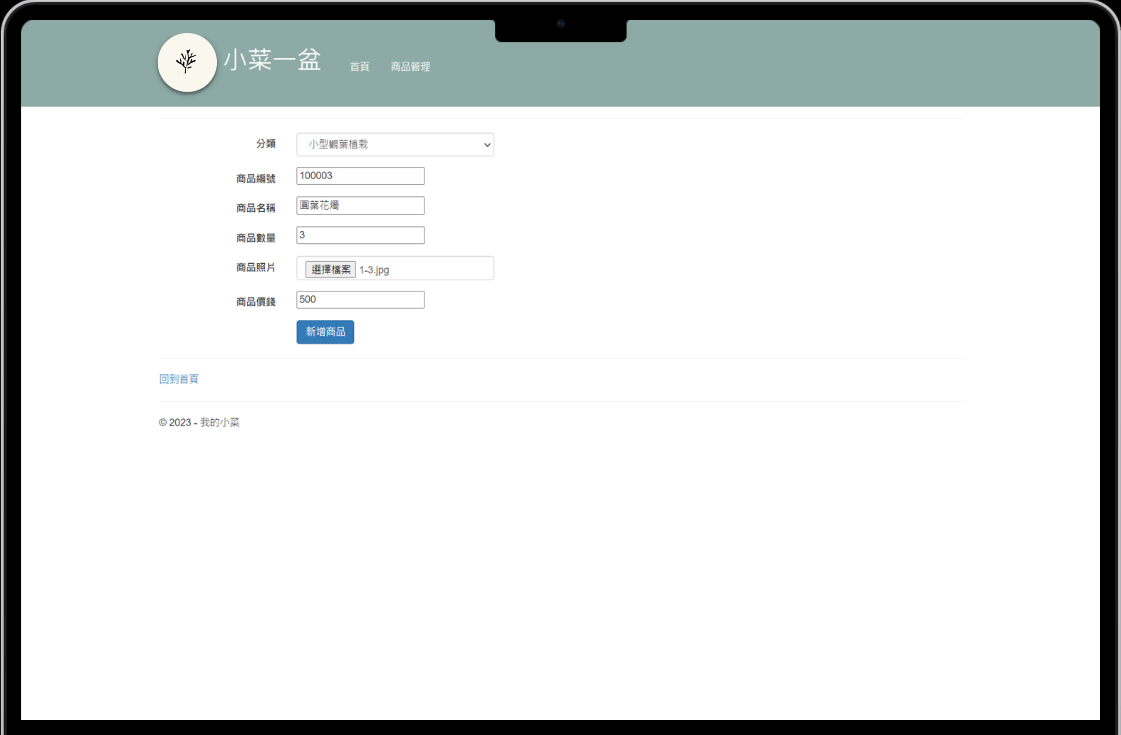 小菜一盆 首頁 商品管理
分類 小型觀葉植栽
商品編號 100003
商品名稱 圓葉花燭
商品數量 3
商品照片 選擇檔案 1-3.jpg
商品價錢 500
新增商品
回到首頁
© 2023 - 我的小菜